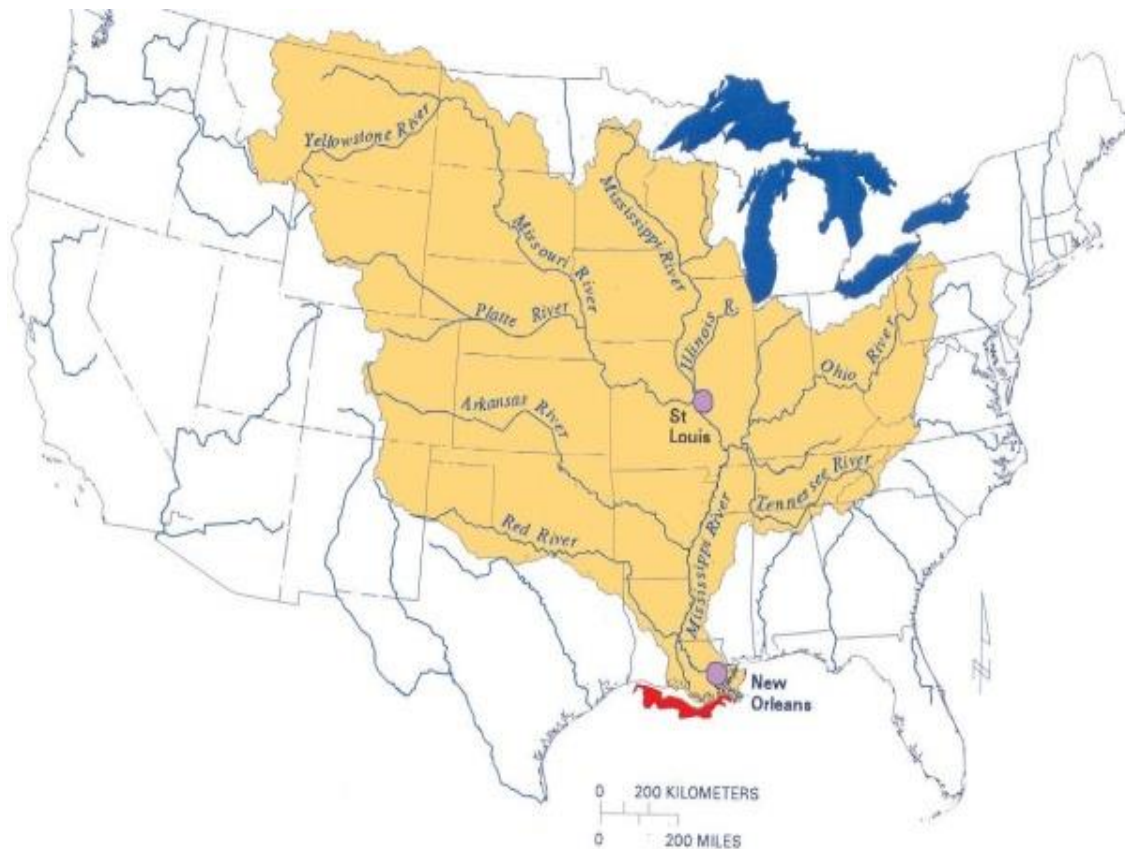 Yellowstone River
Mississippi River
Missouri River
Platte River
Illinois R.
Ohio River
Arkansas River
St
Louis
Tennessee River
Red River
Mississippi River
New
Orleans
0 200 KILOMETERS
0 200 MILES